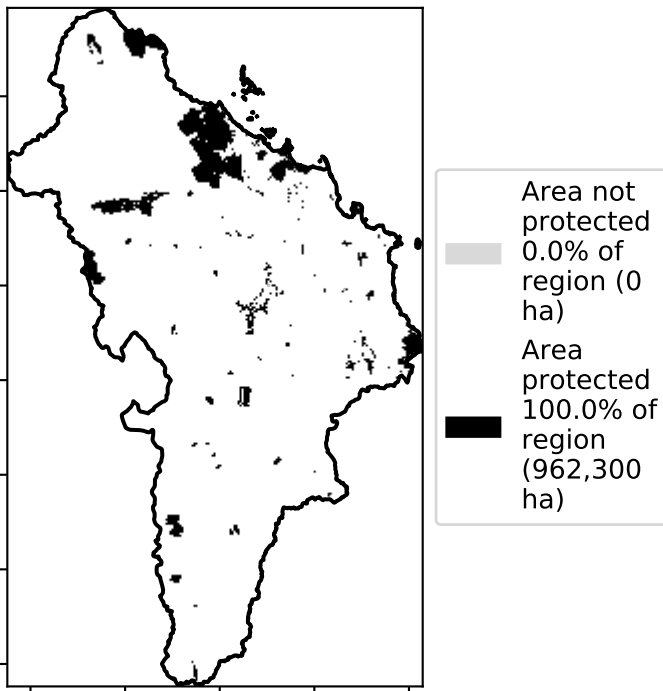 Area not
protected
0.0% of
region (0
ha)
Area
protected
100.0% of
region
(962,300
ha)